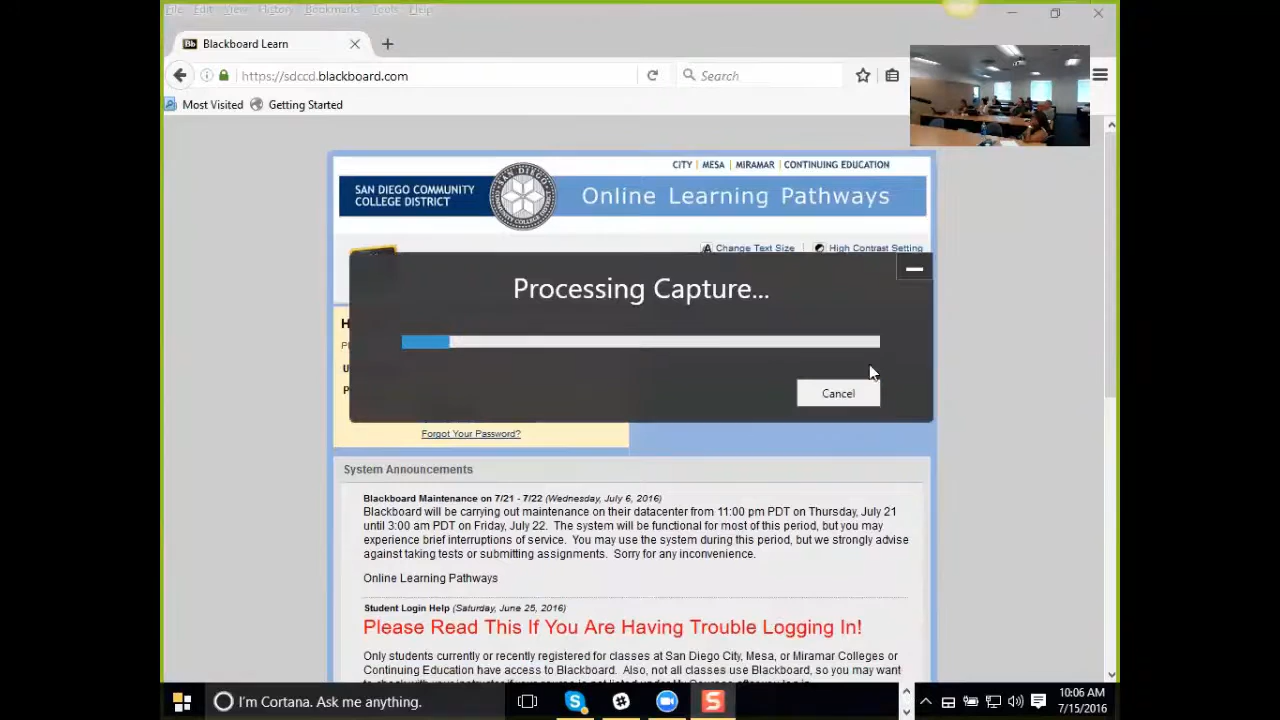 File Edit View History Bookmarks Tools Help
Blackboard Learn
https://sdccd.blackboard.com
Search
Most Visited
Getting Started
CITY | MESA | MIRAMAR | CONTINUING EDUCATION
SAN DIEGO COMMUNITY
COLLEGE DISTRICT
Online Learning Pathways
Change Text Size
High Contrast Setting
Processing Capture...
Cancel
Forgot Your Password?
System Announcements
Blackboard Maintenance on 7/21 - 7/22 (Wednesday, July 6, 2016)
Blackboard will be carrying out maintenance on their datacenter from 11:00 pm PDT on Thursday, July 21
until 3:00 am PDT on Friday, July 22. The system will be functional for most of this period, but you may
experience brief interruptions of service. You may use the system during this period, but we strongly advise
against taking tests or submitting assignments. Sorry for any inconvenience.
Online Learning Pathways
Student Login Help (Saturday, June 25, 2016)
Please Read This If You Are Having Trouble Logging In!
Only students currently or recently registered for classes at San Diego City, Mesa, or Miramar Colleges or
Continuing Education have access to Blackboard. Also, not all classes use Blackboard, so you may want
I'm Cortana. Ask me anything.
10:06 AM
7/15/2016